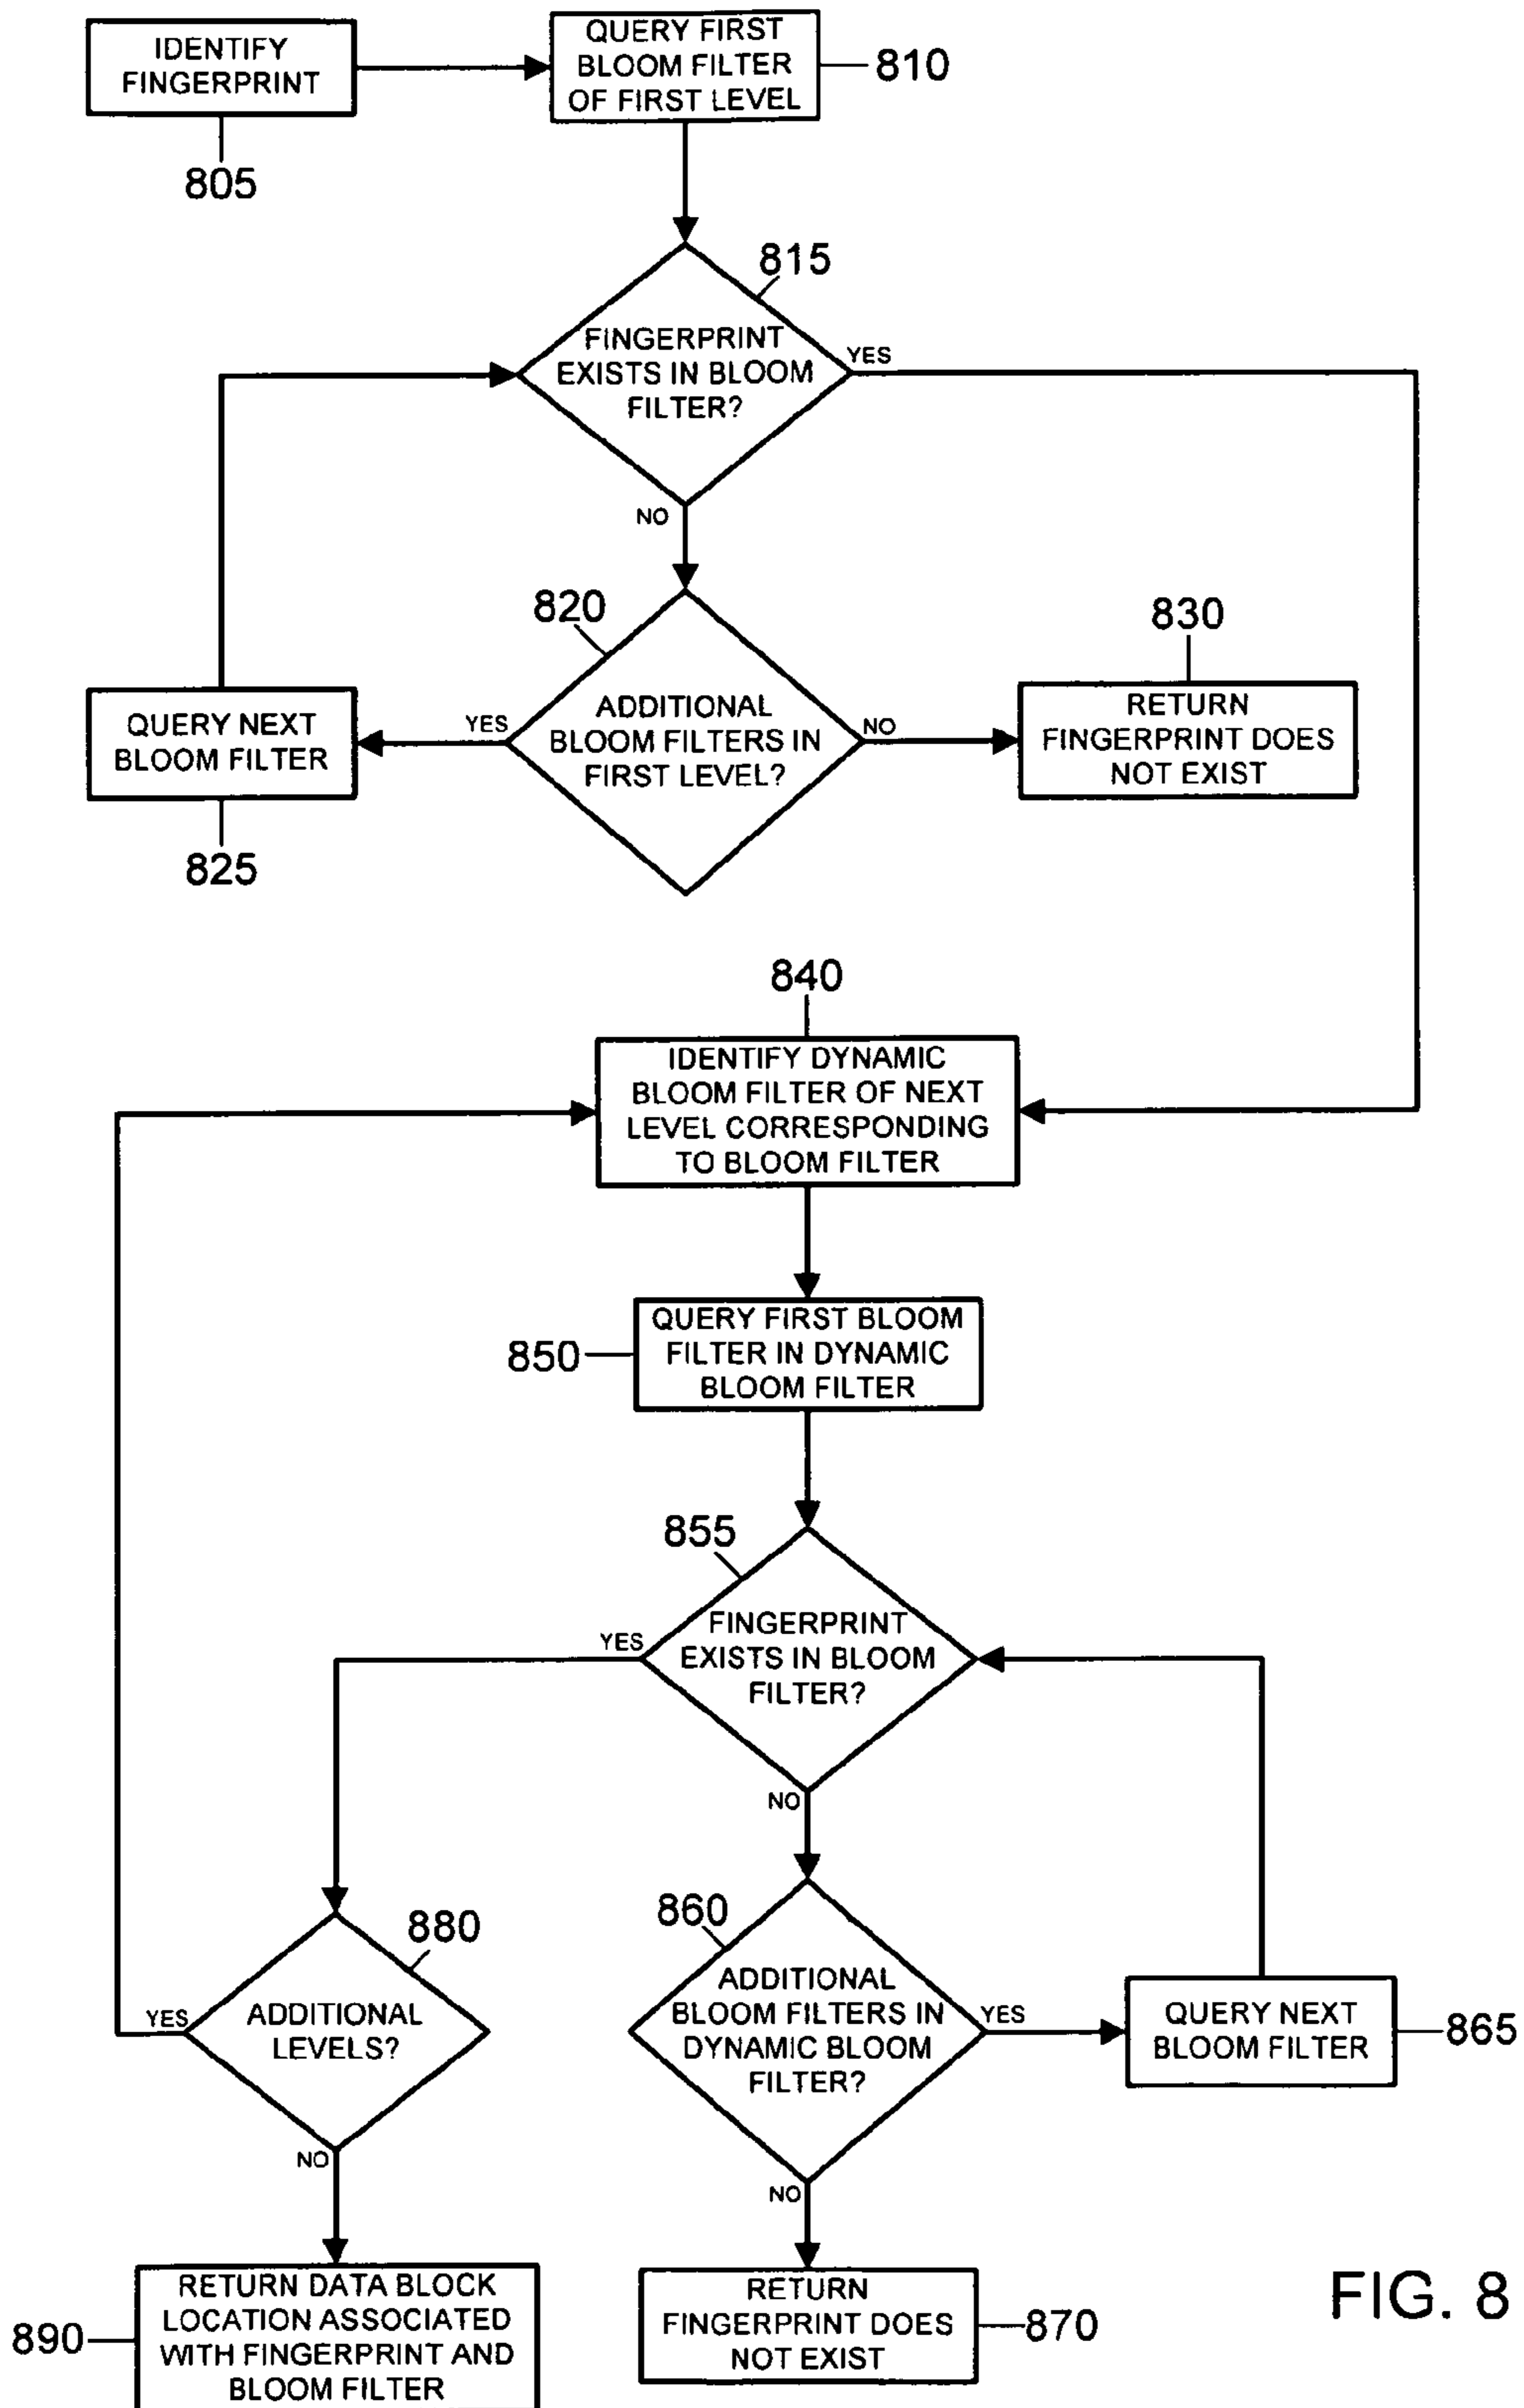 IDENTIFY
FINGERPRINT
805
QUERY FIRST
BLOOM FILTER
OF FIRST LEVEL
810
815
FINGERPRINT
EXISTS IN BLOOM
FILTER?
YES
NO
820
ADDITIONAL
BLOOM FILTERS IN
FIRST LEVEL?
YES
NO
QUERY NEXT
BLOOM FILTER
825
830
RETURN
FINGERPRINT DOES
NOT EXIST
840
IDENTIFY DYNAMIC
BLOOM FILTER OF NEXT
LEVEL CORRESPONDING
TO BLOOM FILTER
850
QUERY FIRST BLOOM
FILTER IN DYNAMIC
BLOOM FILTER
855
FINGERPRINT
EXISTS IN BLOOM
FILTER?
YES
NO
880
ADDITIONAL
LEVELS?
YES
NO
860
ADDITIONAL
BLOOM FILTERS IN
DYNAMIC BLOOM
FILTER?
YES
NO
QUERY NEXT
BLOOM FILTER
865
890
RETURN DATA BLOCK
LOCATION ASSOCIATED
WITH FINGERPRINT AND
BLOOM FILTER
RETURN
FINGERPRINT DOES
NOT EXIST
870
FIG. 8